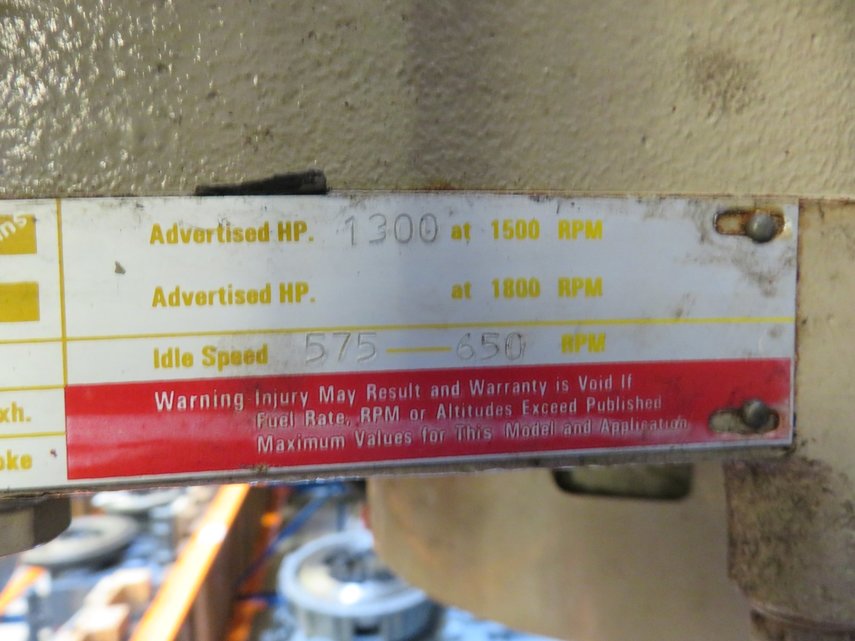 Advertised HP. 1300 at 1500 RPM
Advertised HP. at 1800 RPM
Idle Speed 575 — 650 RPM
Warning Injury May Result and Warranty is Void If
Fuel Rate, RPM or Altitudes Exceed Published
Maximum Values for This Model and Application
xh.
oke